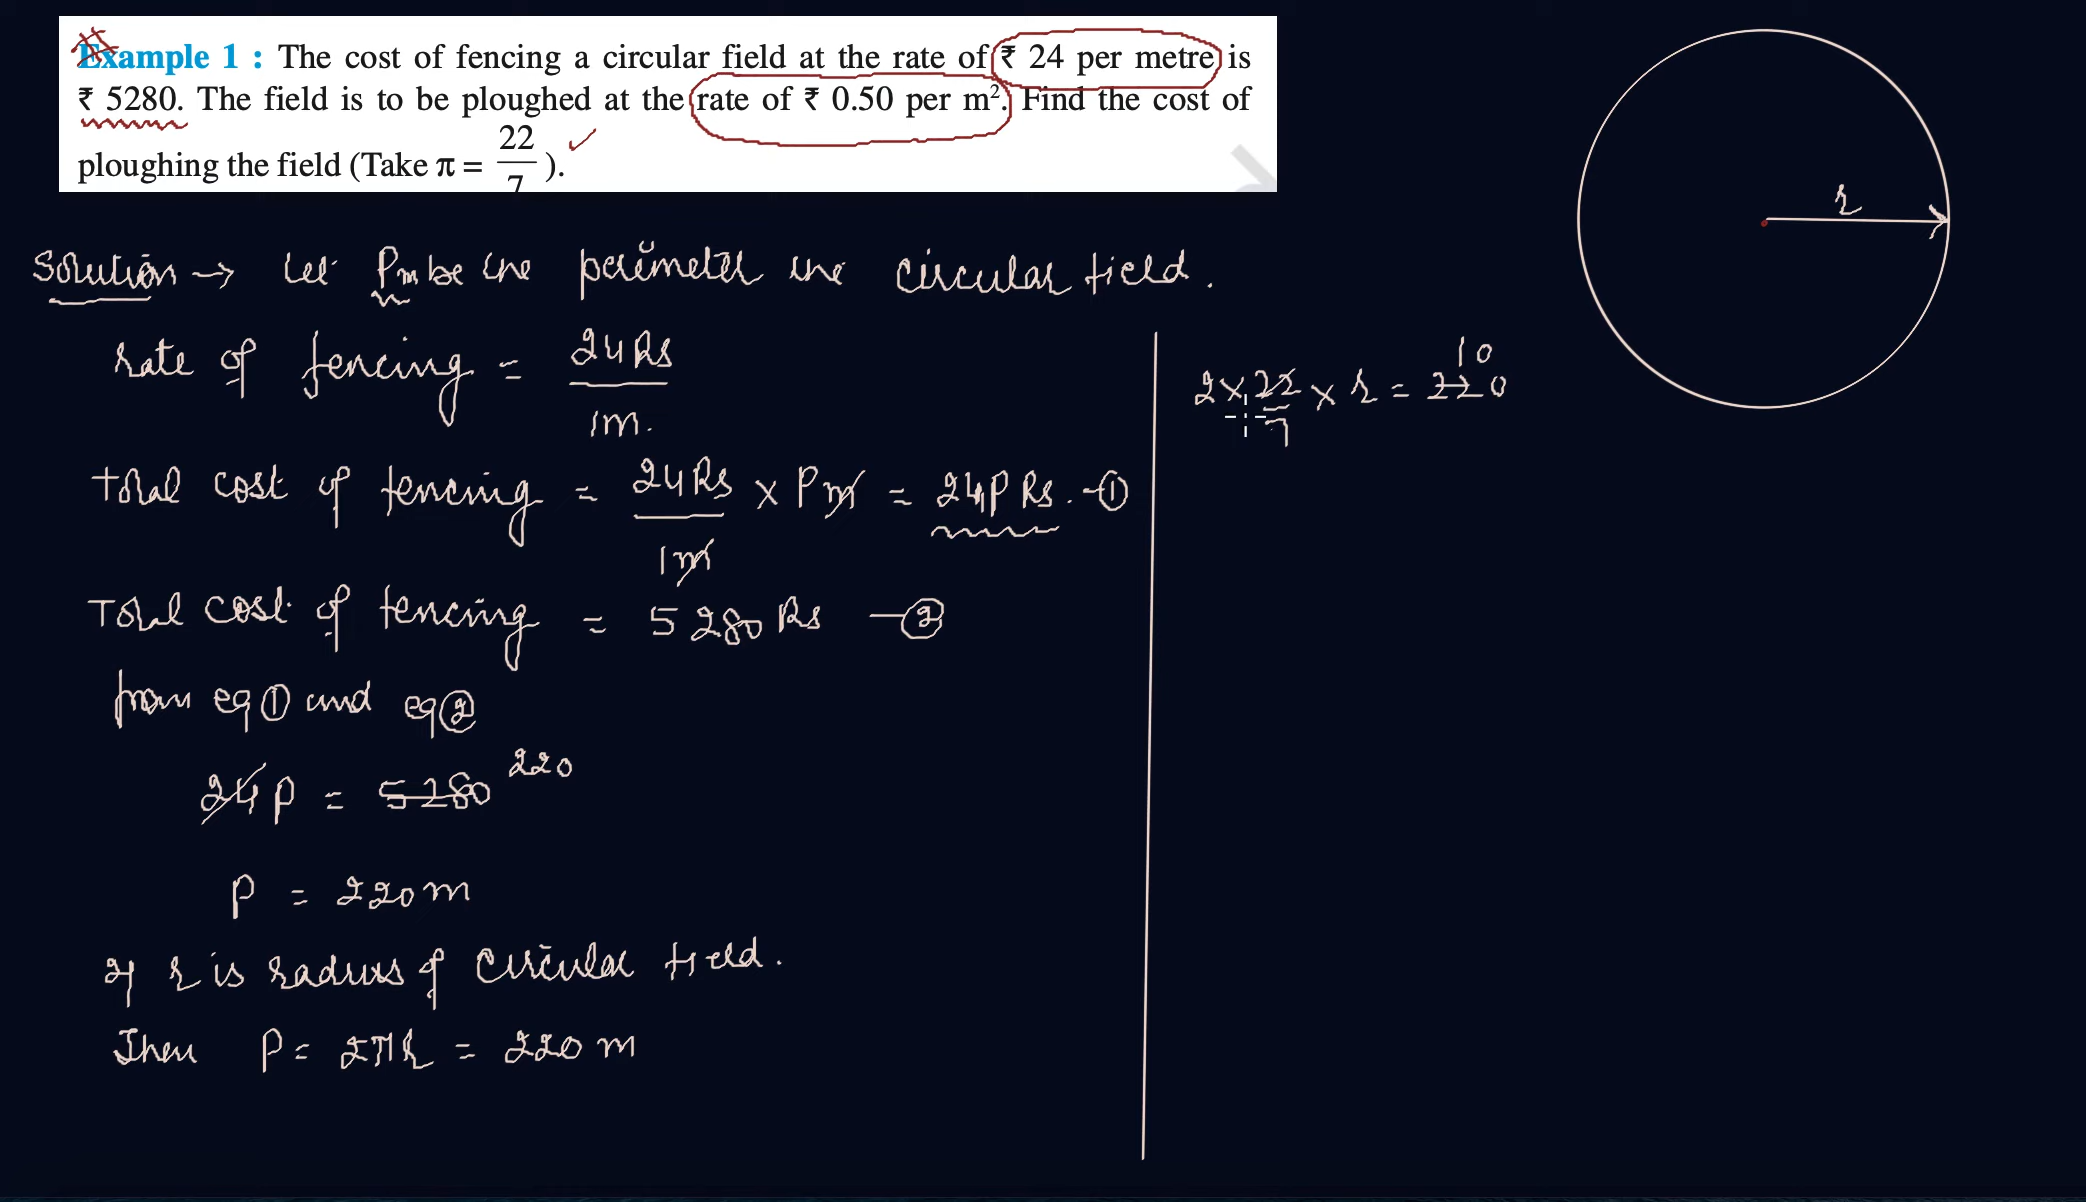 Example 1 : The cost of fencing a circular field at the rate of ₹ 24 per metre is
₹ 5280. The field is to be ploughed at the rate of ₹ 0.50 per m². Find the cost of
ploughing the field (Take π = 22/7 ).
r
Solution → Let Pm be the perimeter the circular field.
rate of fencing = 24 Rs / 1m.
total cost of fencing = 24 Rs / 1m × P m = 24P Rs. -①
Total cost of fencing = 5280 Rs -②
from eq ① and eq ②
24 P = 5280 220
P = 220 m
If r is radius of circular field.
Then P = 2πr = 220 m
10
2 × 22/7 × r = 220